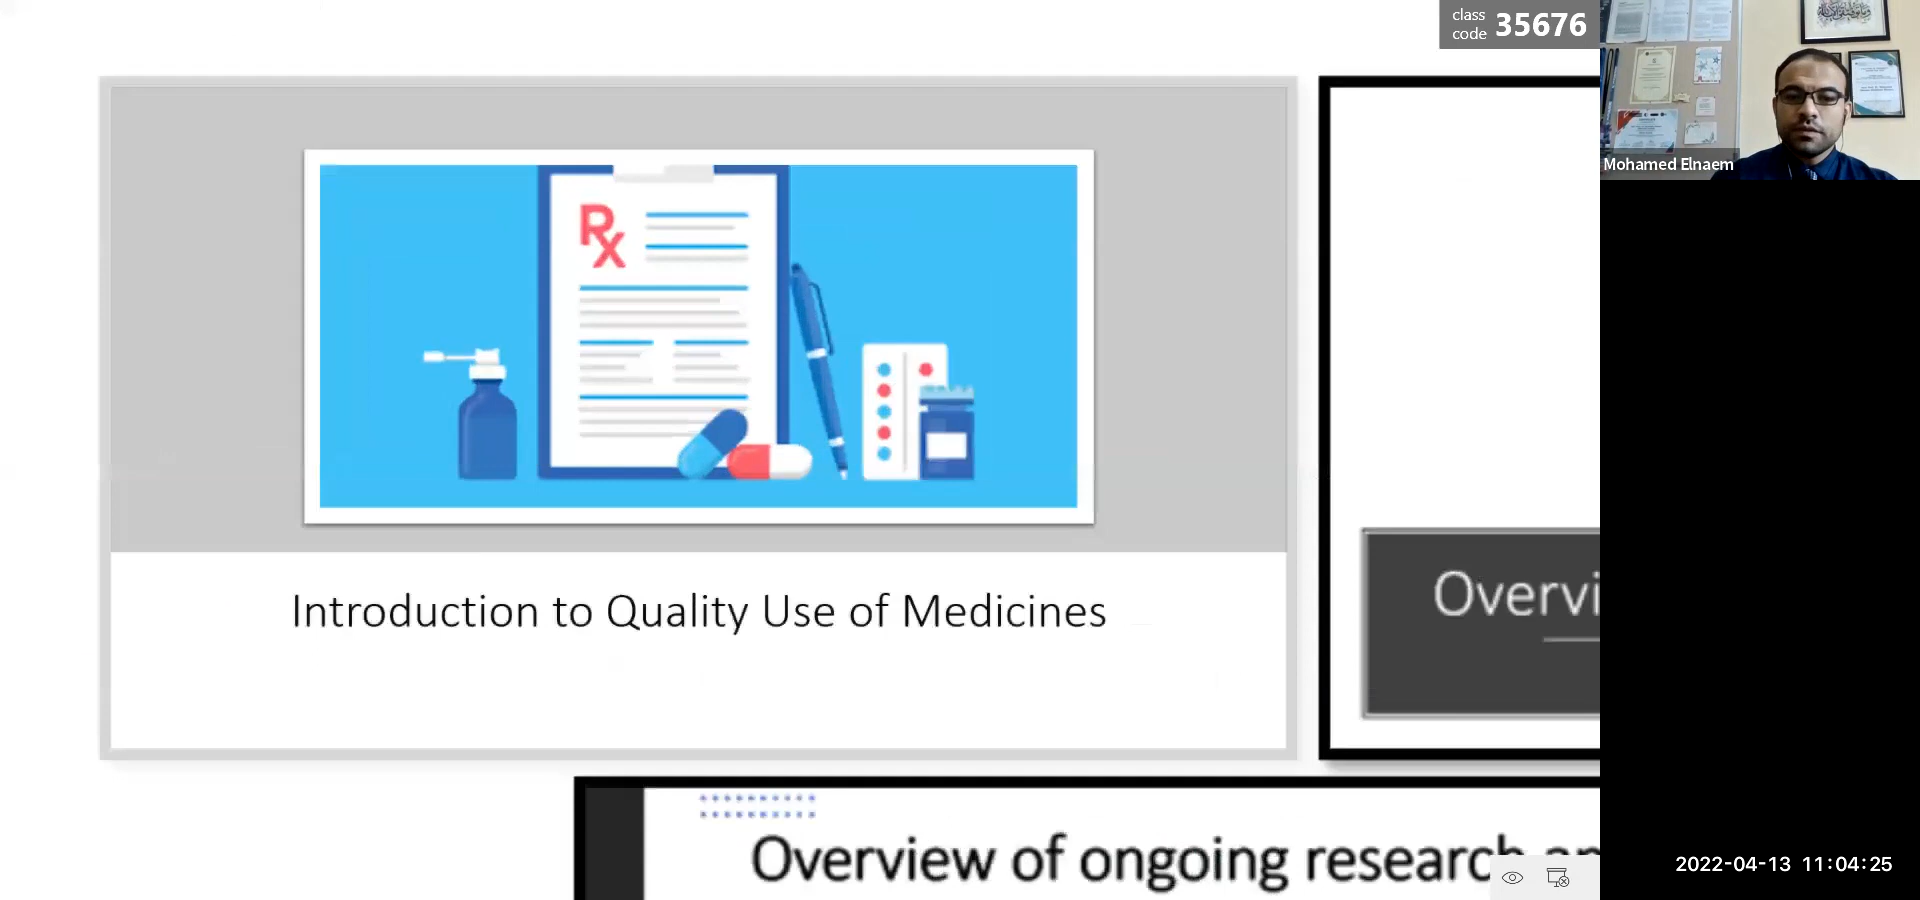 class
code 35676
Mohamed Elnaem
Rx
Introduction to Quality Use of Medicines
Overvi
Overview of ongoing research
2022-04-13 11:04:25